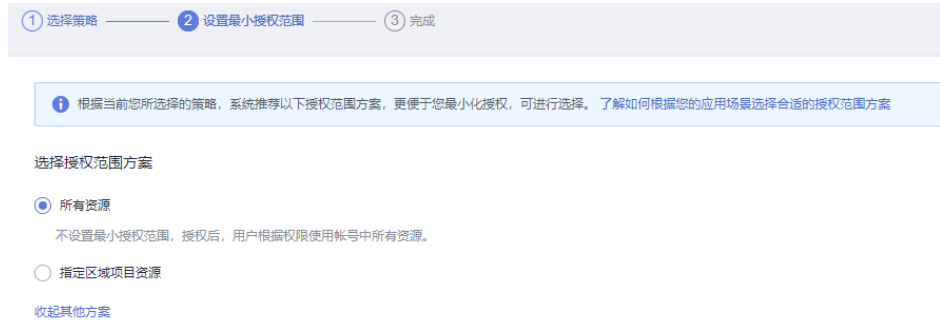 1 选择策略 2 设置最小授权范围 3 完成
根据当前您所选择的策略，系统推荐以下授权范围方案，更便于您最小化授权，可进行选择。 了解如何根据您的应用场景选择合适的授权范围方案
选择授权范围方案
所有资源
不设置最小授权范围，授权后，用户根据权限使用帐号中所有资源。
指定区域项目资源
收起其他方案